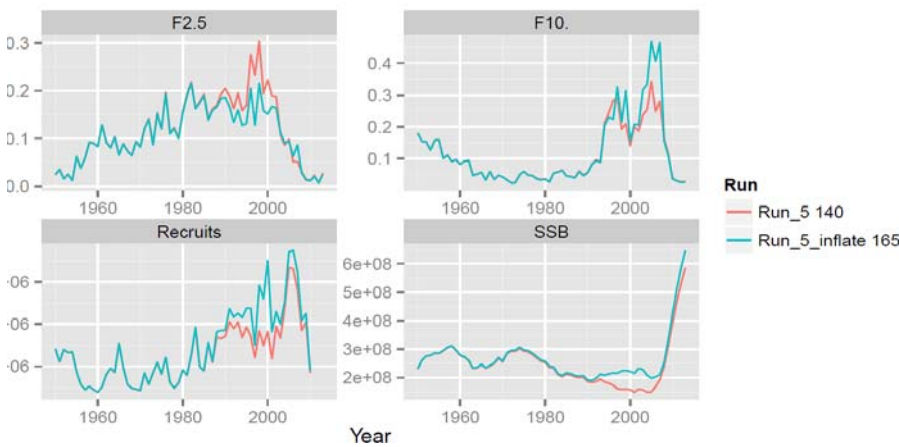 F2.5
F10.
0.3
0.2
0.1
0.0
0.4
0.3
0.2
0.1
1960 1980 2000
1960 1980 2000
Recruits
SSB
-06
-06
-06
6e+08
5e+08
4e+08
3e+08
2e+08
1960 1980 2000
1960 1980 2000
Year
Run
Run_5 140
Run_5_inflate 165